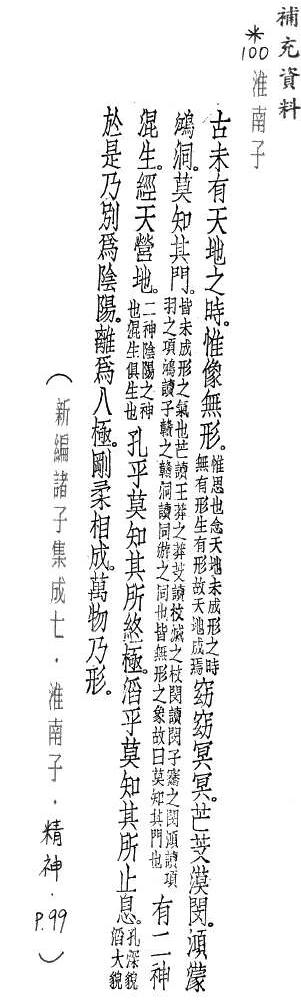 補充資料
*100 淮南子
古未有天地之時。惟像無形。惟思也念天地未成形之時無有形生有形故天地成焉窈窈冥冥。芒芠漠閔。澒濛
鴻洞。莫知其門。皆未成形之氣也芒讀王莽之莽芠讀抆滅之抆閔讀閔子騫之閔澒讀項羽之項鴻讀子贛之贛洞讀同游之同也皆無形之象故曰莫知其門也有二神
混生。經天營地。二神陰陽之神也混生俱生也孔乎莫知其所終極。滔乎莫知其所止息。孔深貌滔大貌
於是乃別爲陰陽。離爲八極。剛柔相成。萬物乃形。
(新編諸子集成七．淮南子．精神．P.99)